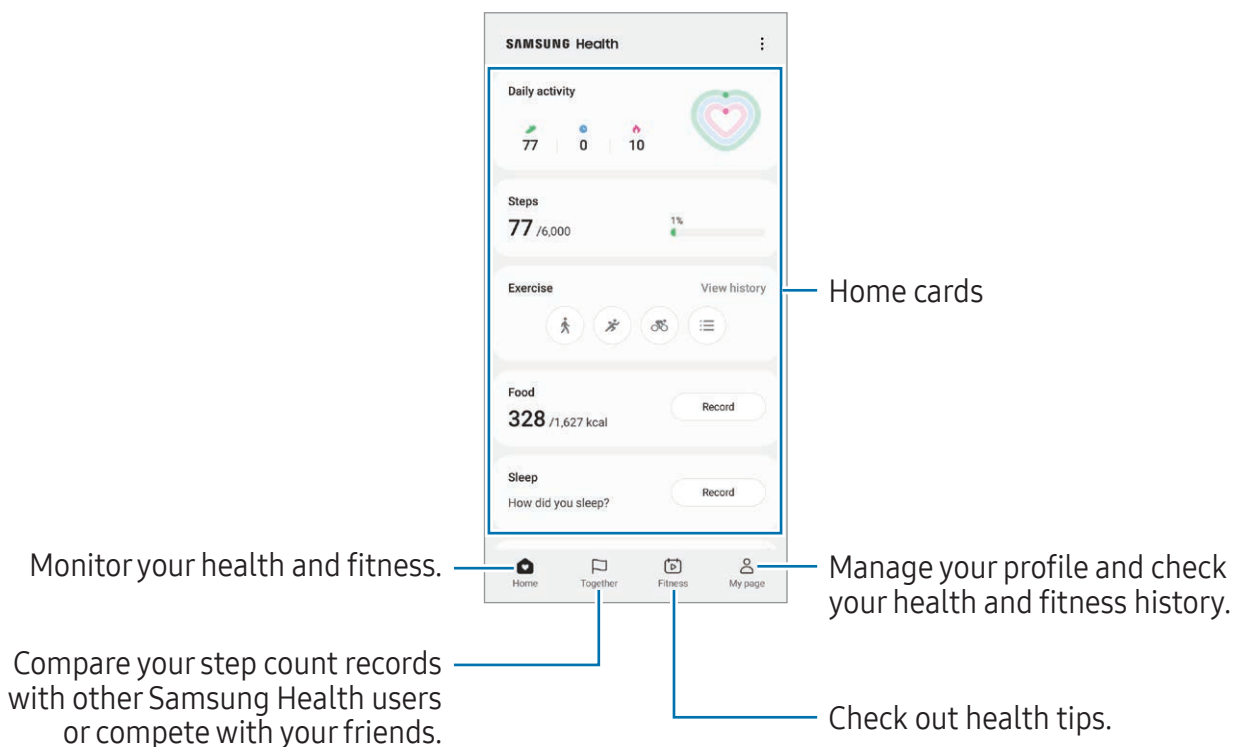 SAMSUNG Health
Daily activity
77 0 10
Steps
77 /6,000
1%
Exercise View history
Food
328 /1,627 kcal
Record
Sleep
How did you sleep?
Record
Home Together Fitness My page
Home cards
Monitor your health and fitness.
Manage your profile and check
your health and fitness history.
Compare your step count records
with other Samsung Health users
or compete with your friends.
Check out health tips.